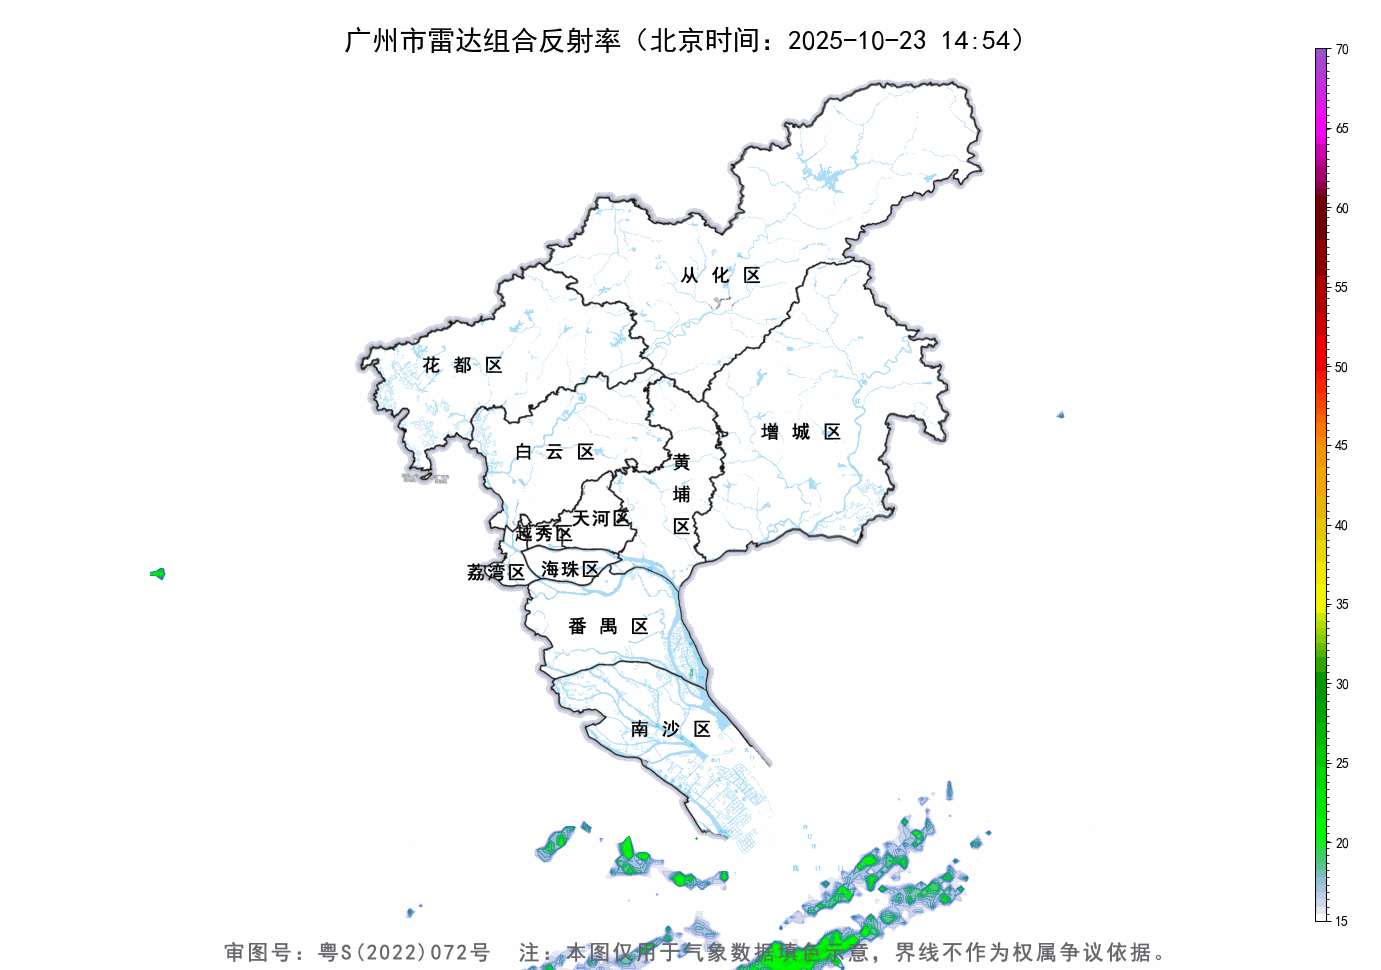 广州市雷达组合反射率（北京时间：2025-10-23 14:54）
70
65
60
55
50
45
40
35
30
25
20
15
从化区
花都区
增城区
白云区
黄埔区
天河区
越秀区
荔湾区
海珠区
番禺区
南沙区
审图号：粤S(2022)072号 注：本图仅用于气象数据填色示意，界线不作为权属争议依据。